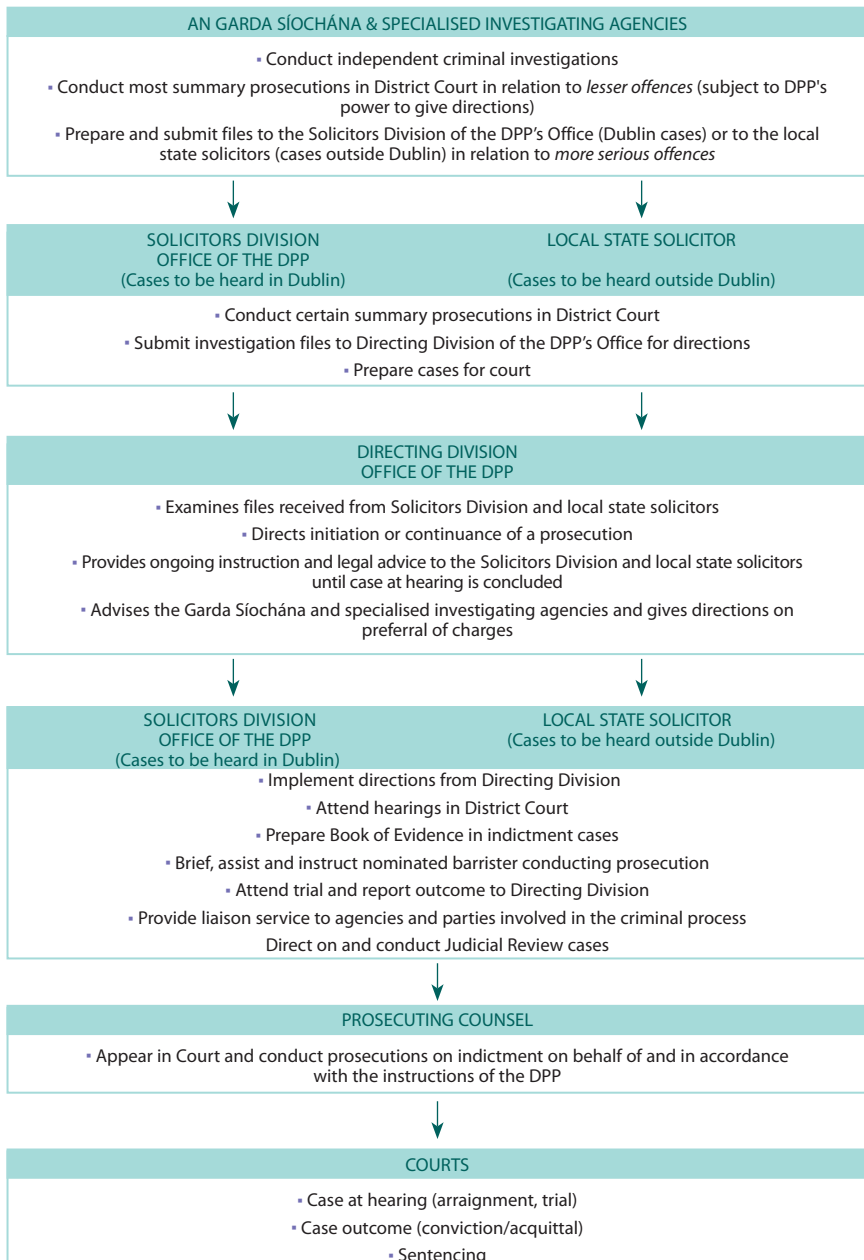 AN GARDA SÍOCHÁNA & SPECIALISED INVESTIGATING AGENCIES
▪ Conduct independent criminal investigations
▪ Conduct most summary prosecutions in District Court in relation to lesser offences (subject to DPP's
power to give directions)
▪ Prepare and submit files to the Solicitors Division of the DPP's Office (Dublin cases) or to the local
state solicitors (cases outside Dublin) in relation to more serious offences
SOLICITORS DIVISION
OFFICE OF THE DPP
(Cases to be heard in Dublin)
LOCAL STATE SOLICITOR
(Cases to be heard outside Dublin)
▪ Conduct certain summary prosecutions in District Court
▪ Submit investigation files to Directing Division of the DPP's Office for directions
▪ Prepare cases for court
DIRECTING DIVISION
OFFICE OF THE DPP
▪ Examines files received from Solicitors Division and local state solicitors
▪ Directs initiation or continuance of a prosecution
▪ Provides ongoing instruction and legal advice to the Solicitors Division and local state solicitors
until case at hearing is concluded
▪ Advises the Garda Síochána and specialised investigating agencies and gives directions on
preferral of charges
SOLICITORS DIVISION
OFFICE OF THE DPP
(Cases to be heard in Dublin)
LOCAL STATE SOLICITOR
(Cases to be heard outside Dublin)
▪ Implement directions from Directing Division
▪ Attend hearings in District Court
▪ Prepare Book of Evidence in indictment cases
▪ Brief, assist and instruct nominated barrister conducting prosecution
▪ Attend trial and report outcome to Directing Division
▪ Provide liaison service to agencies and parties involved in the criminal process
Direct on and conduct Judicial Review cases
PROSECUTING COUNSEL
▪ Appear in Court and conduct prosecutions on indictment on behalf of and in accordance
with the instructions of the DPP
COURTS
▪ Case at hearing (arraignment, trial)
▪ Case outcome (conviction/acquittal)
▪ Sentencing